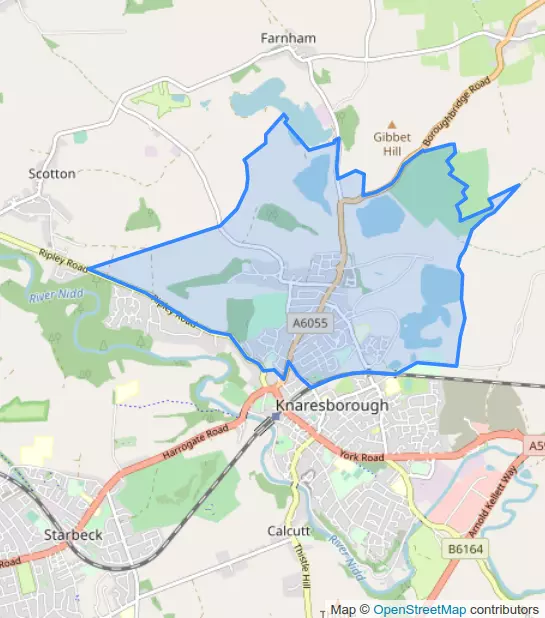 Farnham
Gibbet
Hill
Boroughbridge Road
Scotton
Ripley Road
River Nidd
Ripley Road
A6055
Knaresborough
Harrogate Road
York Road
A59
Arnold Kellett Way
Starbeck
Calcutt
B6164
River Nidd
Thistle Hill
Road
Map © OpenStreetMap contributors